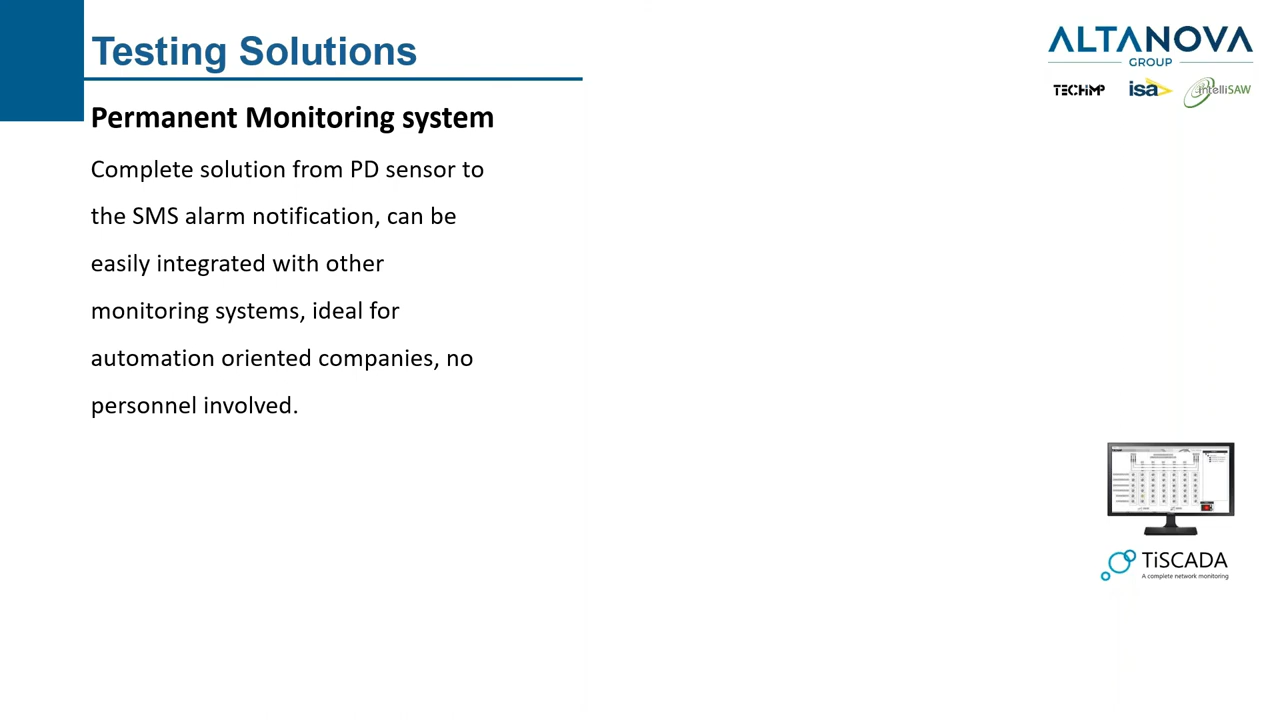 Testing Solutions
ALTANOVA
GROUP
TECHIMP
isa
intelliSAW
Permanent Monitoring system
Complete solution from PD sensor to
the SMS alarm notification, can be
easily integrated with other
monitoring systems, ideal for
automation oriented companies, no
personnel involved.
TiSCADA
A complete network monitoring